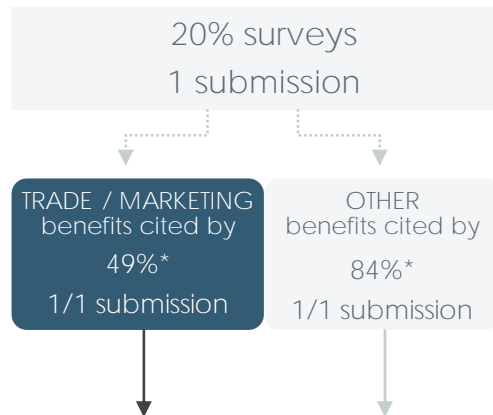 20% surveys
1 submission
TRADE / MARKETING
benefits cited by
49%*
1/1 submission
OTHER
benefits cited by
84%*
1/1 submission